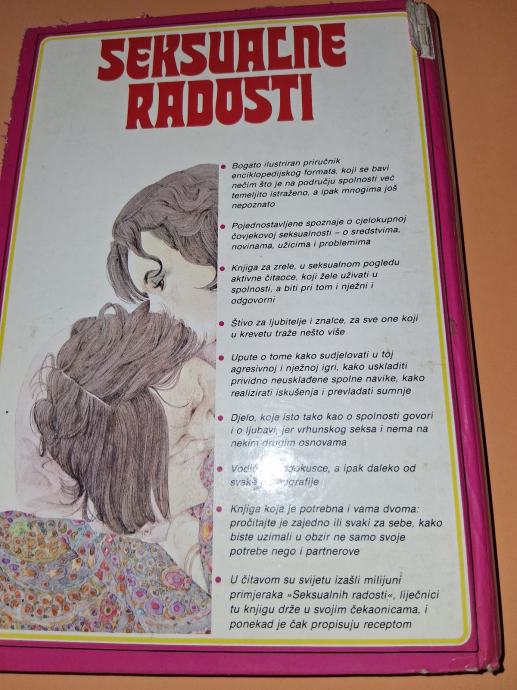 SEKSUALNE
RADOSTI
Bogato ilustriran priručnik
enciklopedijskog formata, koji se bavi
nečim što je na području spolnosti već
temeljito istraženo, a ipak mnogima još
nepoznato
Pojednostavljene spoznaje o cjelokupnoj
čovjekovoj seksualnosti – o sredstvima,
novinama, užicima i problemima
Knjiga za zrele, u seksualnom pogledu
aktivne čitaoce, koji žele uživati u
spolnosti, a biti pri tom i nježni i
odgovorni
Štivo za ljubitelje i znalce, za sve one koji
u krevetu traže nešto više
Upute o tome kako sudjelovati u toj
agresivnoj i nježnoj igri, kako uskladiti
prividno neusklađene spolne navike, kako
realizirati iskušenja i prevladati sumnje
Djelo, koje isto tako kao o spolnosti govori
i o ljubavi, jer vrhunskog seksa i nema na
nekim drugim osnovama
a ipak daleko od
svake
Knjiga koja je potrebna i vama dvoma:
pročitajte je zajedno ili svaki za sebe, kako
biste uzimali u obzir ne samo svoje
potrebe nego i partnerove
U čitavom su svijetu izašli milijuni
primjeraka »Seksualnih radosti«, liječnici
tu knjigu drže u svojim čekaonicama, i
ponekad je čak propisuju receptom